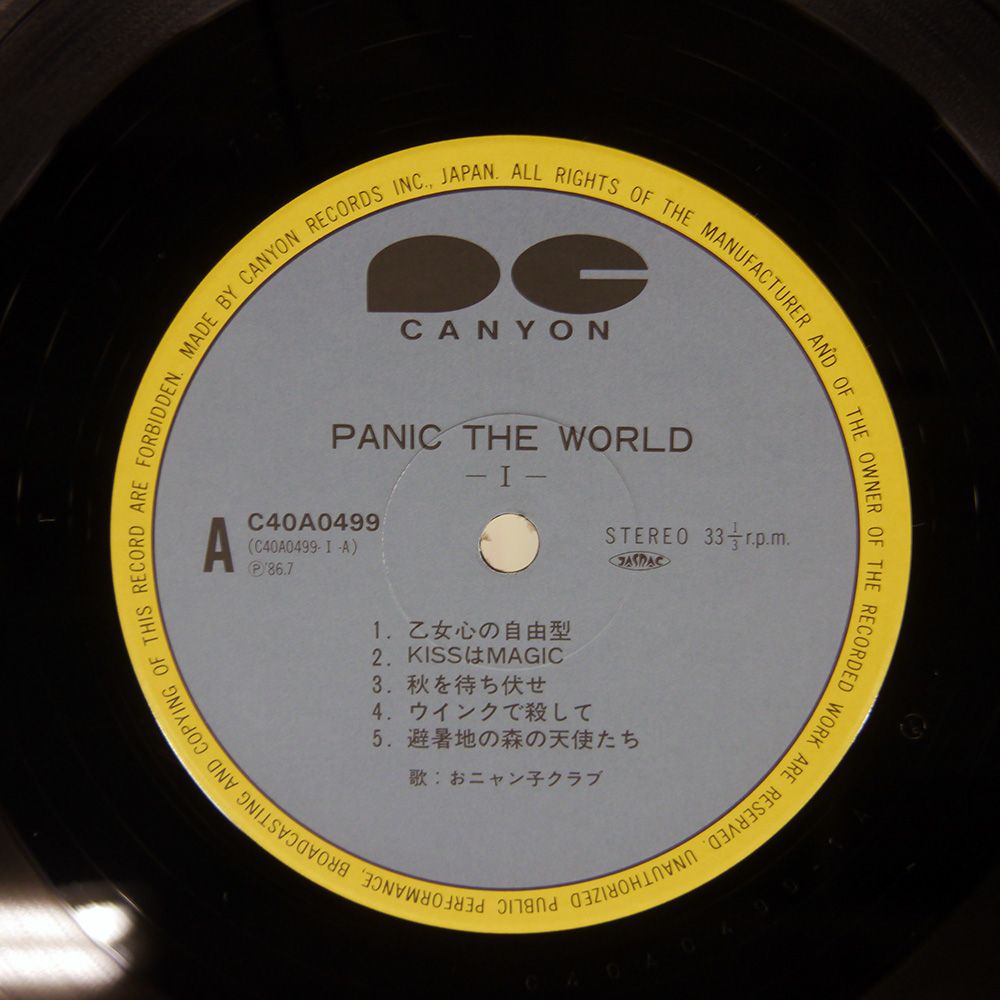 MADE BY CANYON RECORDS INC., JAPAN. ALL RIGHTS OF THE MANUFACTURER AND OF THE OWNER OF THE RECORDED WORK ARE RESERVED. UNAUTHORIZED PUBLIC PERFORMANCE, BROADCASTING AND COPYING OF THIS RECORD ARE FORBIDDEN.
CANYON
PANIC THE WORLD
— I —
A
C40A0499
(C40A0499- I -A)
Ⓟ'86.7
STEREO 33 1/3 r.p.m.
JASRAC
1. 乙女心の自由型
2. KISSはMAGIC
3. 秋を待ち伏せ
4. ウインクで殺して
5. 避暑地の森の天使たち
歌：おニャン子クラブ